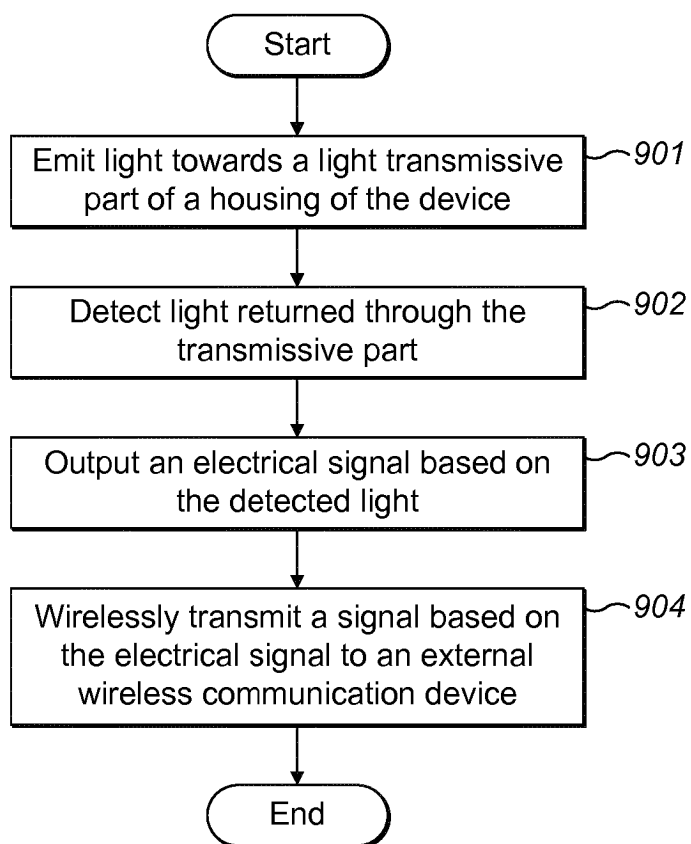 Start
Emit light towards a light transmissive
part of a housing of the device
901
Detect light returned through the
transmissive part
902
Output an electrical signal based on
the detected light
903
Wirelessly transmit a signal based on
the electrical signal to an external
wireless communication device
904
End